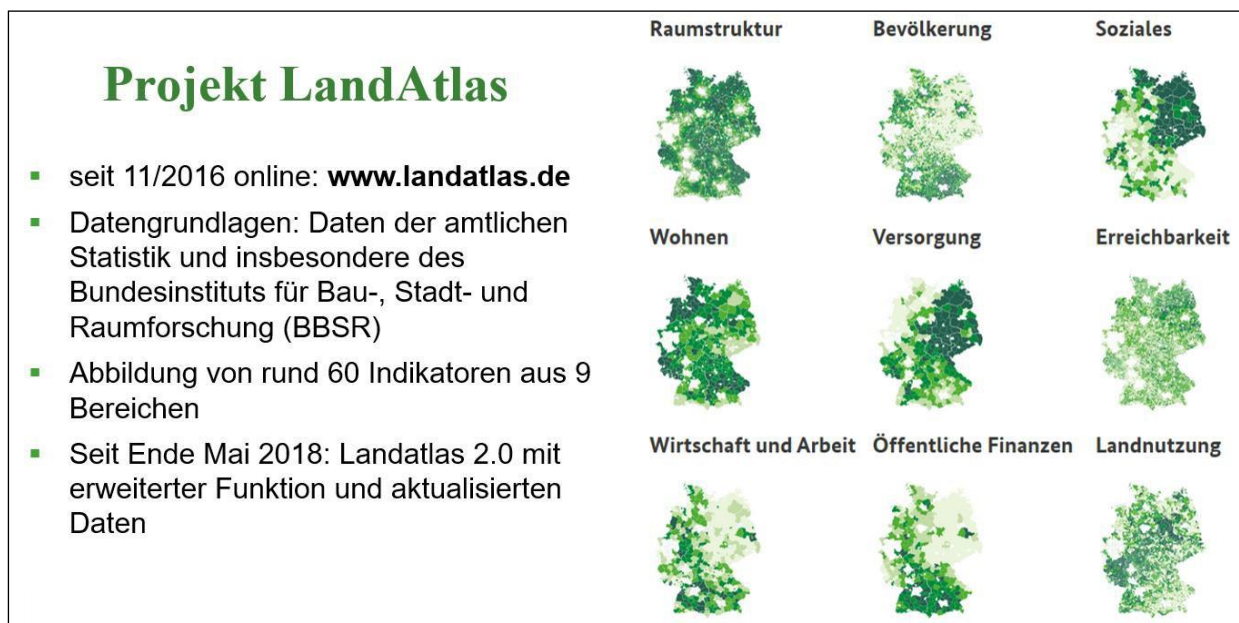 Projekt LandAtlas
seit 11/2016 online: www.landatlas.de
Datengrundlagen: Daten der amtlichen
Statistik und insbesondere des
Bundesinstituts für Bau-, Stadt- und
Raumforschung (BBSR)
Abbildung von rund 60 Indikatoren aus 9
Bereichen
Seit Ende Mai 2018: Landatlas 2.0 mit
erweiterter Funktion und aktualisierten
Daten
Raumstruktur
Bevölkerung
Soziales
Wohnen
Versorgung
Erreichbarkeit
Wirtschaft und Arbeit
Öffentliche Finanzen
Landnutzung